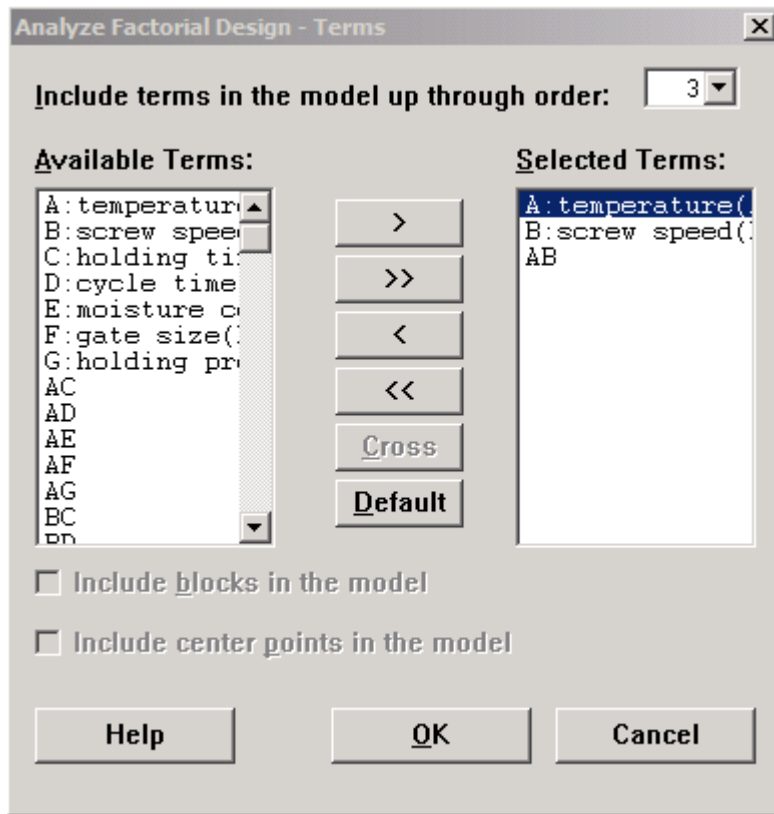 Analyze Factorial Design - Terms
Include terms in the model up through order: 3
Available Terms:
A:temperatur
B:screw spee
C:holding ti
D:cycle time
E:moisture c
F:gate size(
G:holding pr
AC
AD
AE
AF
AG
BC
BD
>
>>
<
<<
Cross
Default
Selected Terms:
A:temperature(
B:screw speed(
AB
Include blocks in the model
Include center points in the model
Help
OK
Cancel